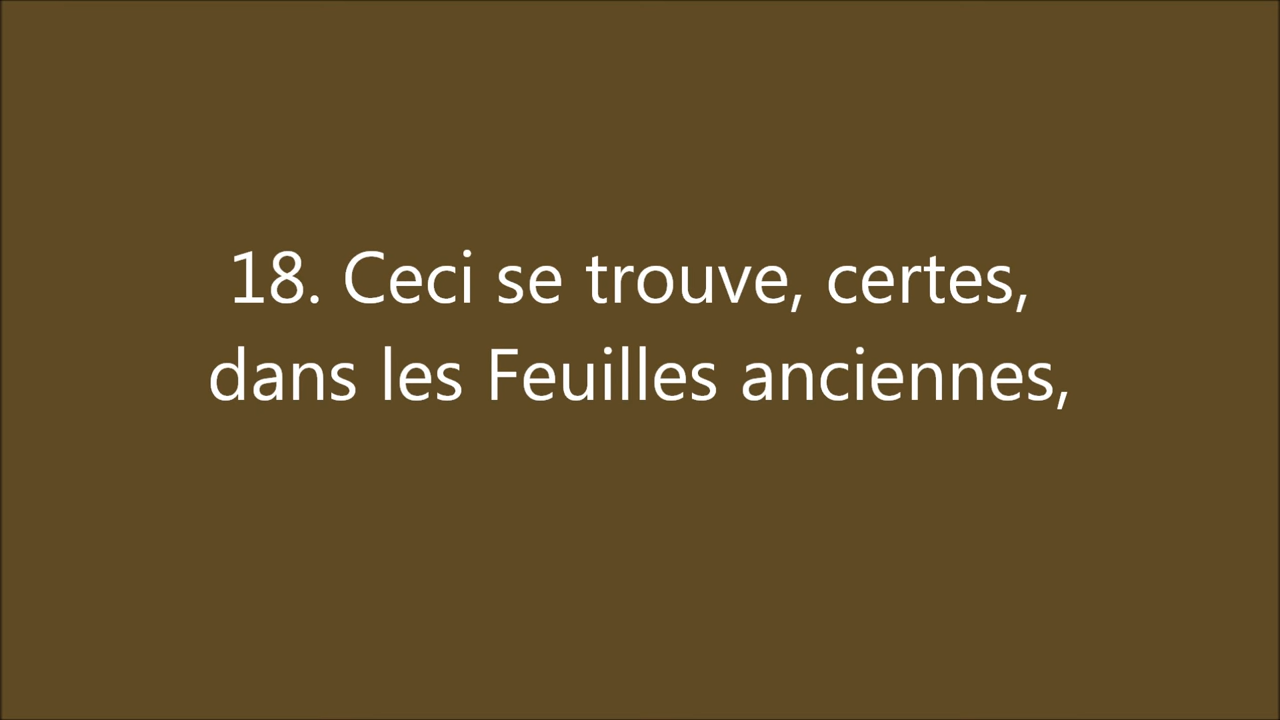 18. Ceci se trouve, certes,
dans les Feuilles anciennes,